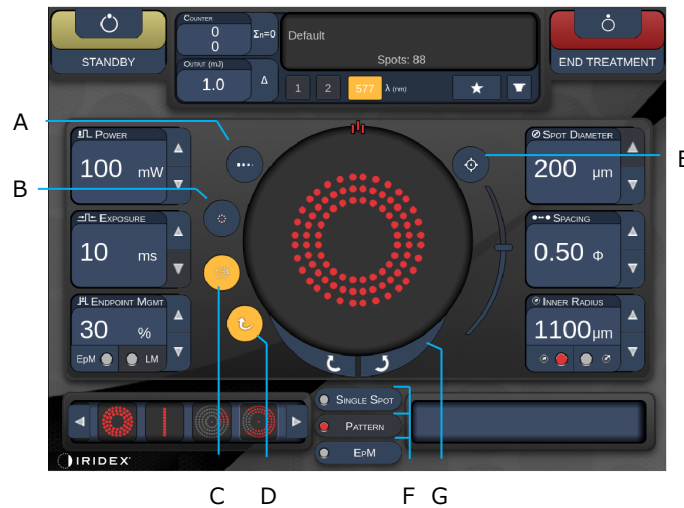 STANDBY
COUNTER
0
0
Σn=0
OUTPUT (mJ)
1.0 Δ
Default
Spots: 88
1 2 577 λ (nm)
END TREATMENT
A
B
E
POWER
100 mW
EXPOSURE
10 ms
ENDPOINT MGMT
30 %
EpM LM
SPOT DIAMETER
200 µm
SPACING
0.50 Φ
INNER RADIUS
1100 µm
SINGLE SPOT
PATTERN
EPM
IRIDEX
C D F G